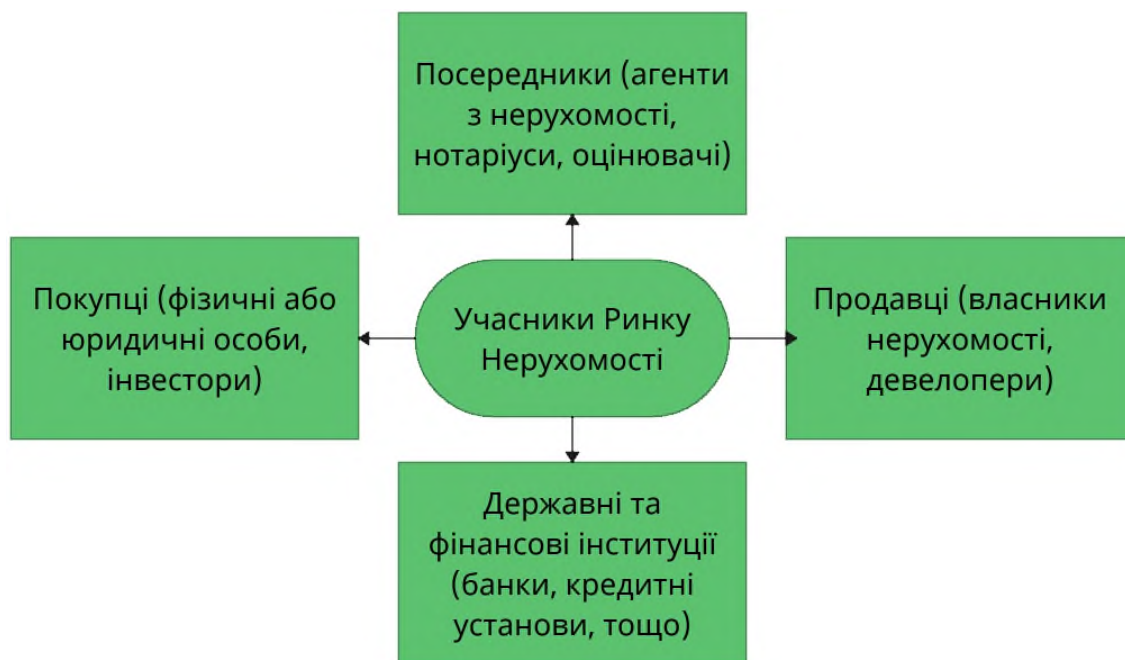 Посередники (агенти
з нерухомості,
нотаріуси, оцінювачі)
Покупці (фізичні або
юридичні особи,
інвестори)
Учасники Ринку
Нерухомості
Продавці (власники
нерухомості,
девелопери)
Державні та
фінансові інституції
(банки, кредитні
установи, тощо)